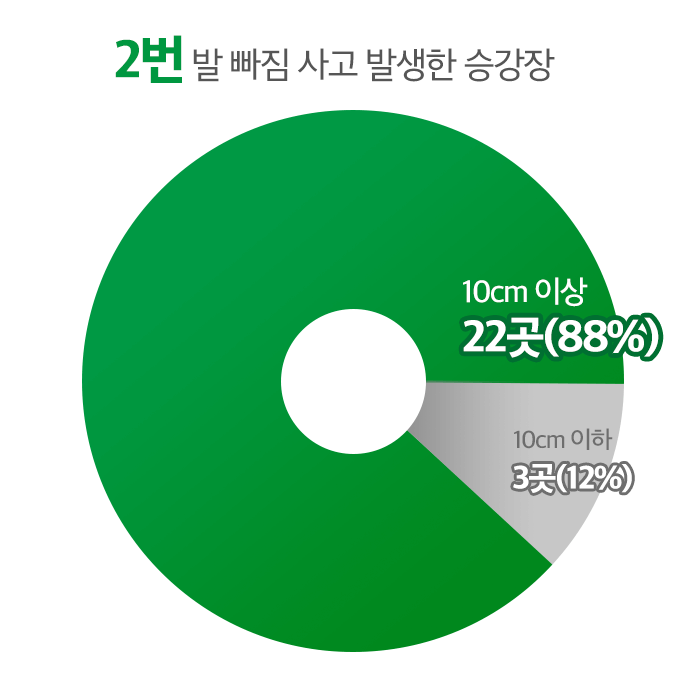 2번 발 빠짐 사고 발생한 승강장
10cm 이상
22곳(88%)
10cm 이하
3곳(12%)